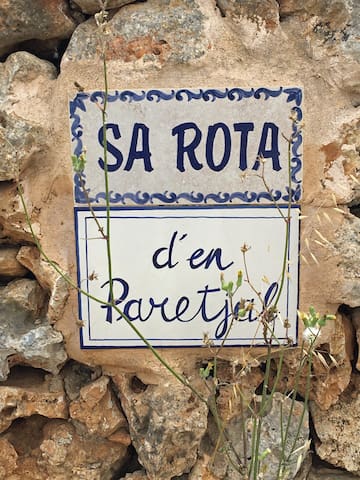 SA ROTA
d'en
Paretjal